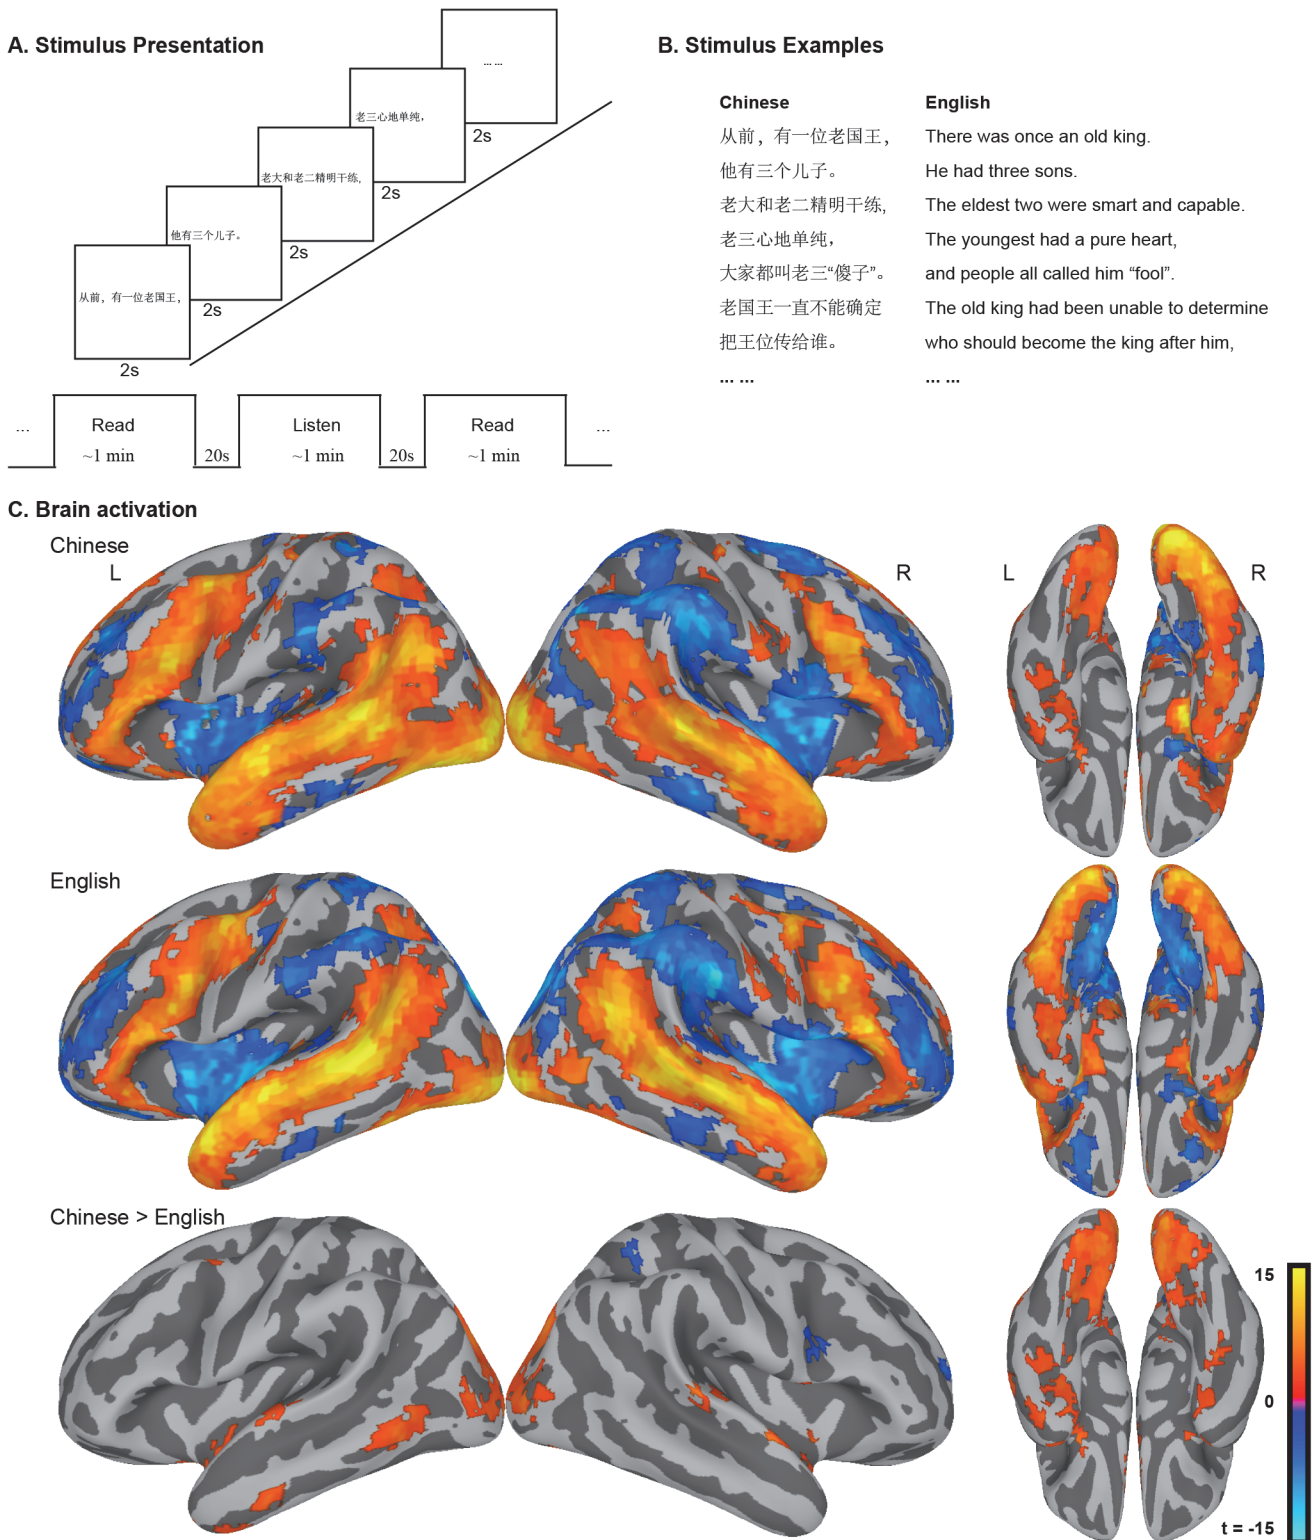 A. Stimulus Presentation
... ...
老三心地单纯，
2s
老大和老二精明干练,
2s
他有三个儿子。
2s
从前，有一位老国王，
2s
2s
...
Read
~1 min
20s
Listen
~1 min
20s
Read
~1 min
...
B. Stimulus Examples
Chinese
English
从前，有一位老国王，
There was once an old king.
他有三个儿子。
He had three sons.
老大和老二精明干练,
The eldest two were smart and capable.
老三心地单纯，
The youngest had a pure heart,
大家都叫老三“傻子”。
and people all called him “fool”.
老国王一直不能确定
The old king had been unable to determine
把王位传给谁。
who should become the king after him,
... ...
... ...
C. Brain activation
Chinese
L
R
L
R
English
Chinese > English
15
0
t = -15